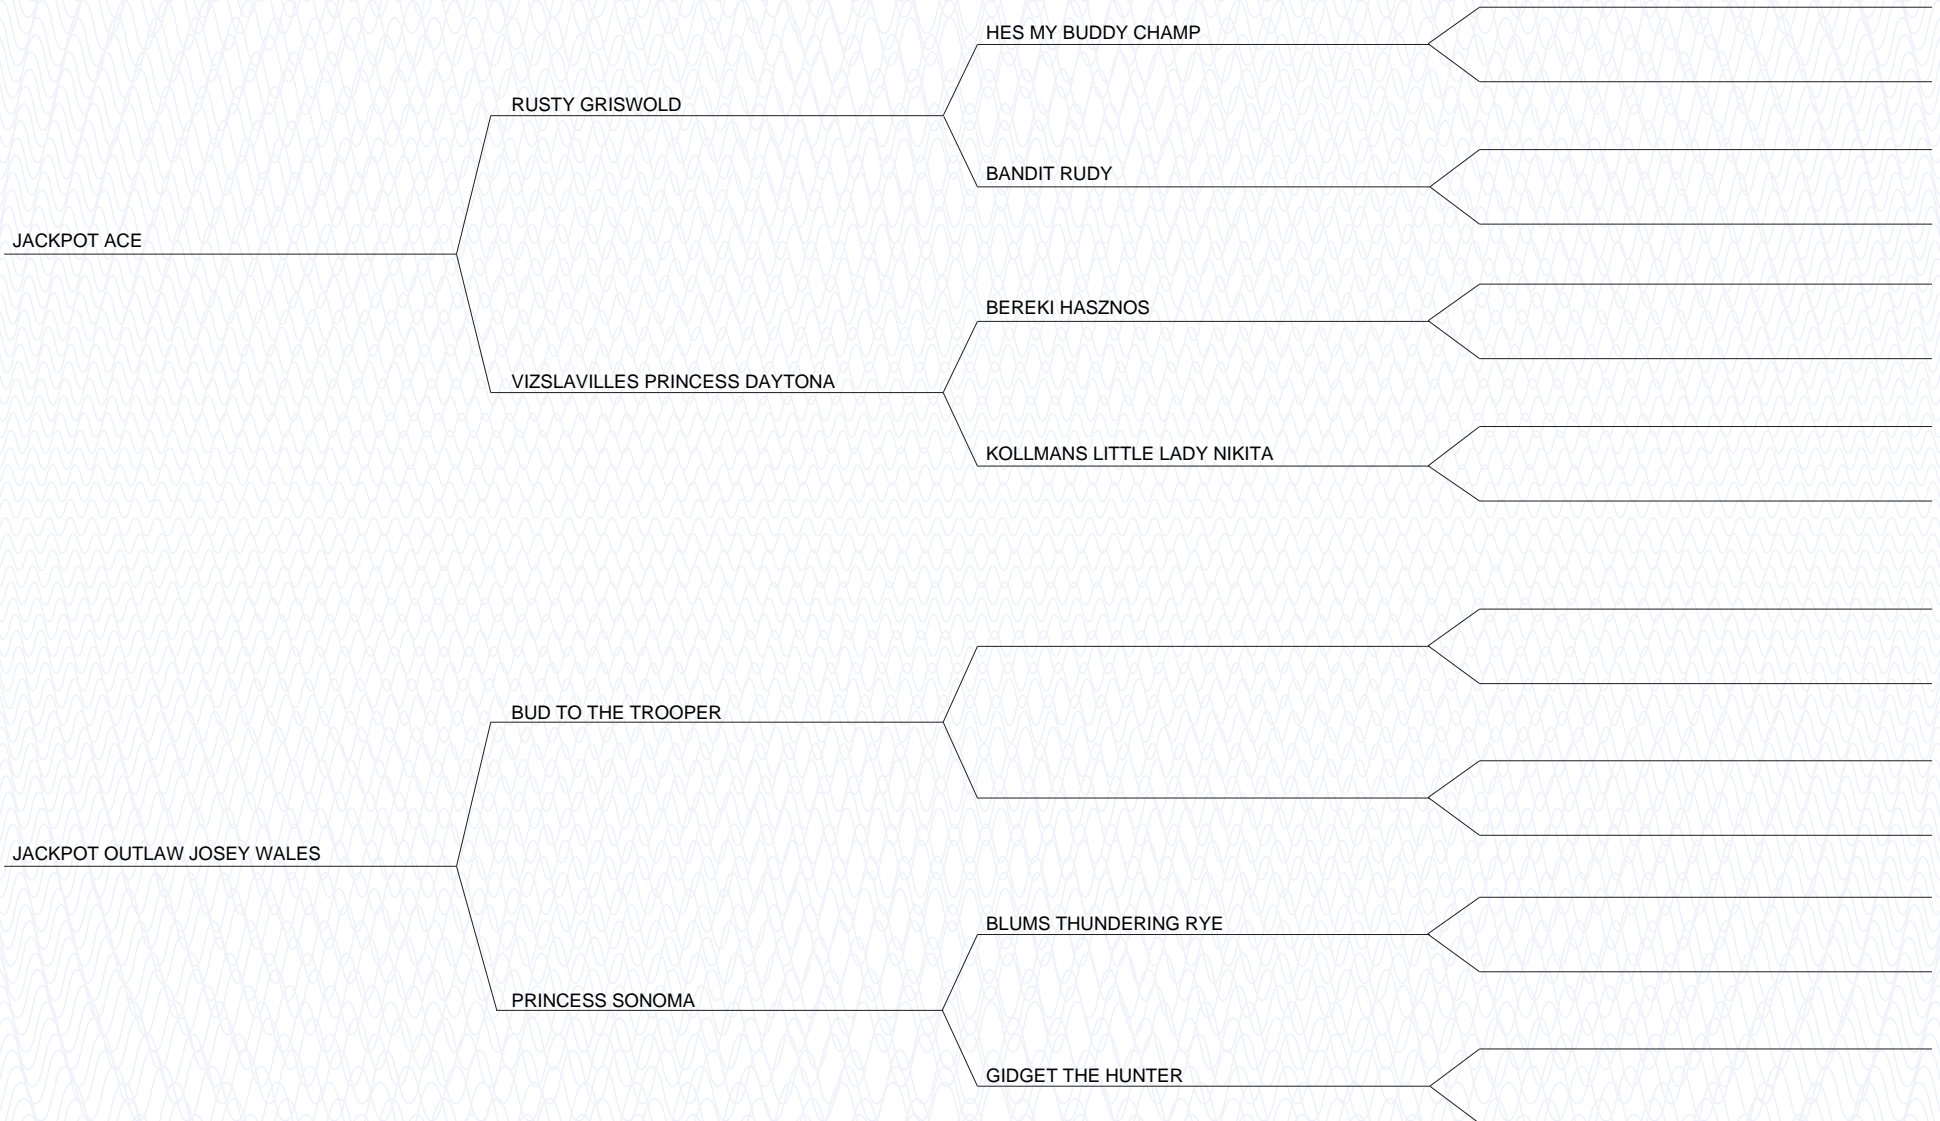 HES MY BUDDY CHAMP
RUSTY GRISWOLD
BANDIT RUDY
JACKPOT ACE
BEREKI HASZNOS
VIZSLAVILLES PRINCESS DAYTONA
KOLLMANS LITTLE LADY NIKITA
BUD TO THE TROOPER
JACKPOT OUTLAW JOSEY WALES
BLUMS THUNDERING RYE
PRINCESS SONOMA
GIDGET THE HUNTER